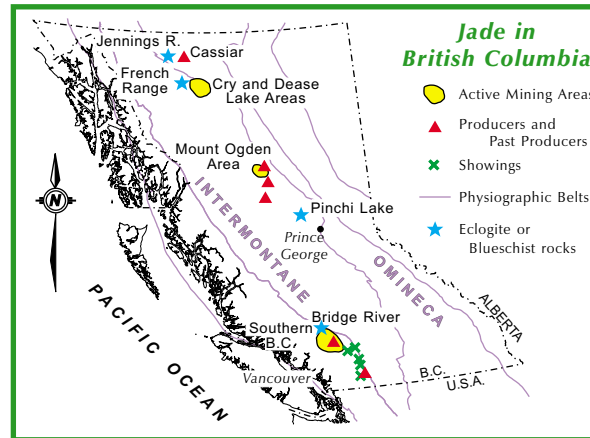 Jade in
British Columbia
Jennings R.
Cassiar
French
Range
Cry and Dease
Lake Areas
Active Mining Areas
Producers and
Past Producers
Mount Ogden
Area
Showings
N
INTERMONTANE
Physiographic Belts
Pinchi Lake
Prince
George
Eclogite or
Blueschist rocks
OMINECA
PACIFIC OCEAN
ALBERTA
Bridge River
Southern
B.C.
Vancouver
B.C.
U.S.A.